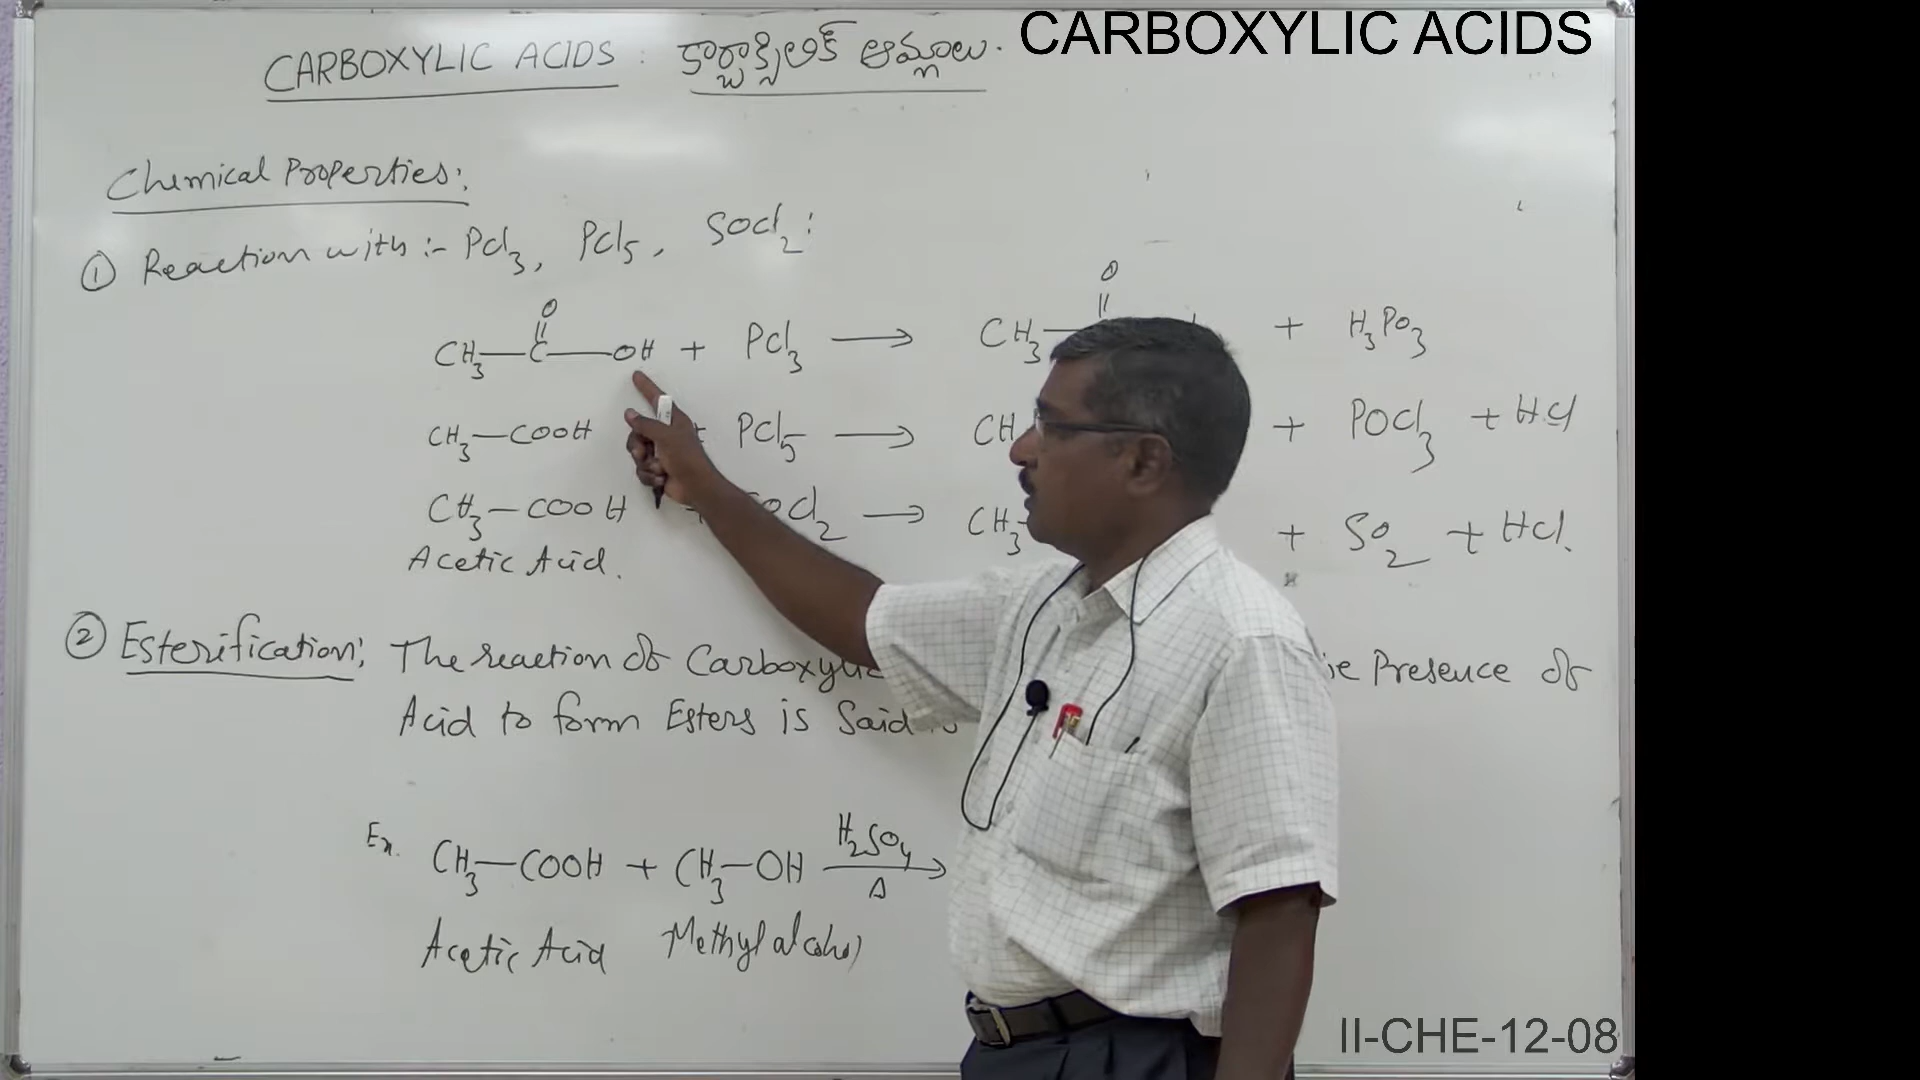 CARBOXYLIC ACIDS
CARBOXYLIC ACIDS : కార్బాక్సిలిక్ ఆమ్లాలు.
Chemical Properties:
① Reaction with :- PCl3, PCl5, SOCl2:
O O
CH3—C—OH + PCl3 → CH3— + H3PO3
CH3—COOH + PCl5 → CH + POCl3 + HCl
CH3—COOH + SOCl2 → CH3 + SO2 + HCl.
Acetic Acid.
② Esterification: The reaction of Carboxylic Presence of
Acid to form Esters is Said
Ex. CH3—COOH + CH3—OH H2SO4 Δ →
Acetic Acid Methyl alcohol
II-CHE-12-08